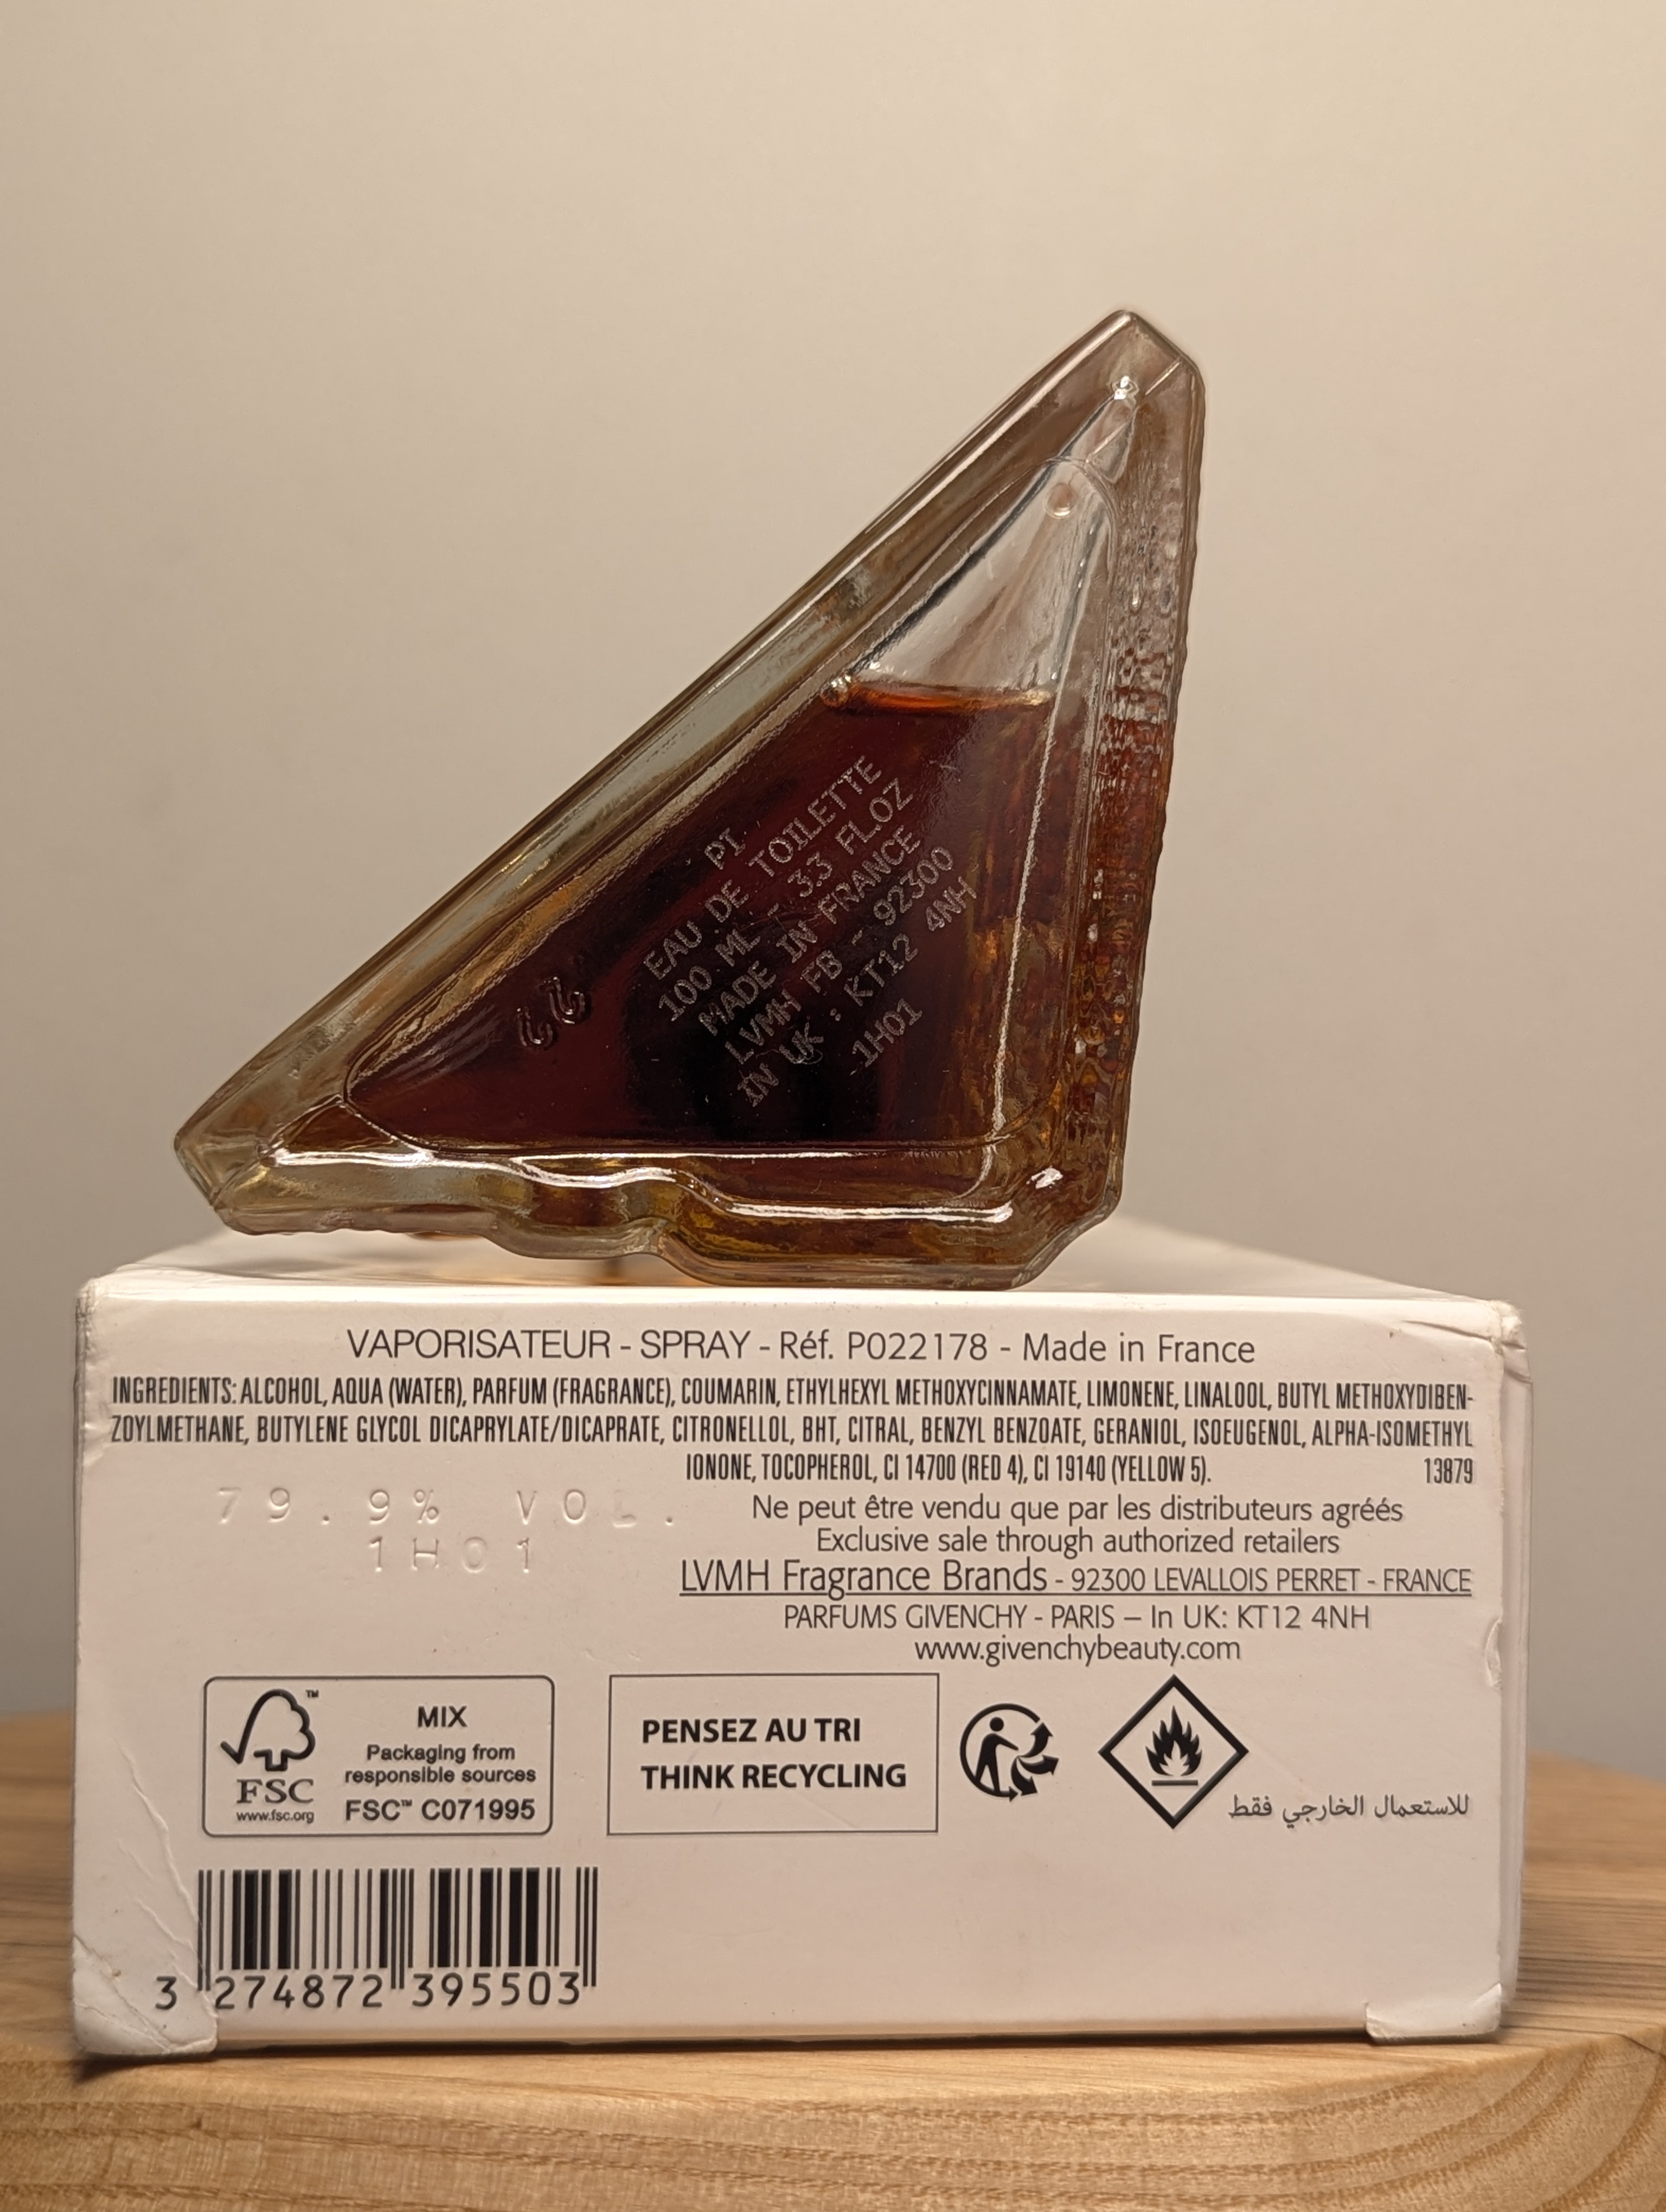 PI
EAU DE TOILETTE
100 ML - 3.3 FL.OZ
MADE IN FRANCE
LVMH FB - 92300
IN UK : KT12 4NH
1H01
VAPORISATEUR - SPRAY - Réf. P022178 - Made in France
INGREDIENTS: ALCOHOL, AQUA (WATER), PARFUM (FRAGRANCE), COUMARIN, ETHYLHEXYL METHOXYCINNAMATE, LIMONENE, LINALOOL, BUTYL METHOXYDIBEN-
ZOYLMETHANE, BUTYLENE GLYCOL DICAPRYLATE/DICAPRATE, CITRONELLOL, BHT, CITRAL, BENZYL BENZOATE, GERANIOL, ISOEUGENOL, ALPHA-ISOMETHYL
IONONE, TOCOPHEROL, CI 14700 (RED 4), CI 19140 (YELLOW 5). 13879
79.9% VOL.
1H01
Ne peut être vendu que par les distributeurs agréés
Exclusive sale through authorized retailers
LVMH Fragrance Brands - 92300 LEVALLOIS PERRET - FRANCE
PARFUMS GIVENCHY - PARIS – In UK: KT12 4NH
www.givenchybeauty.com
TM
FSC
www.fsc.org
MIX
Packaging from
responsible sources
FSC™ C071995
PENSEZ AU TRI
THINK RECYCLING
للاستعمال الخارجي فقط
3 274872 395503